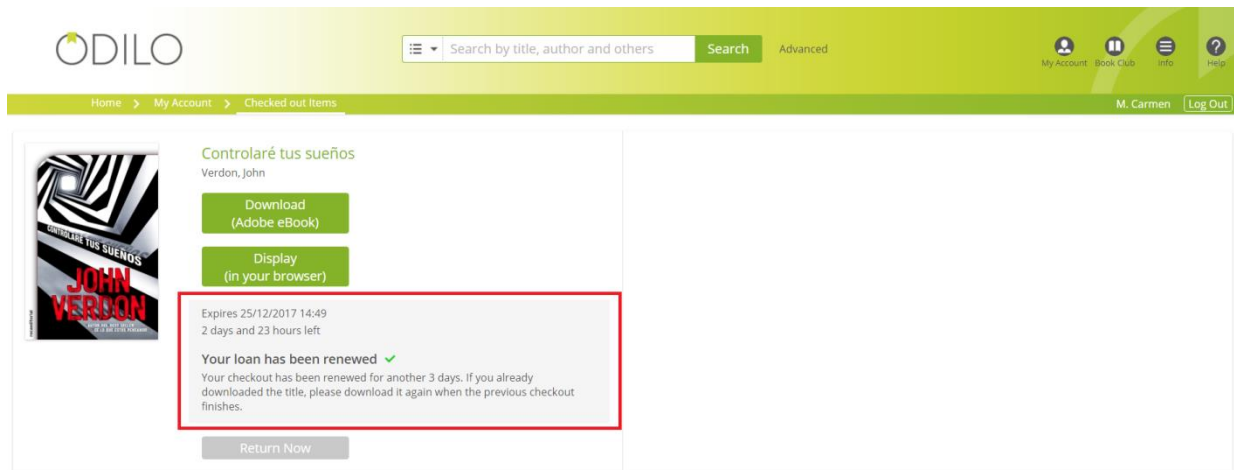 ODILO
Search by title, author and others
Search
Advanced
My Account
Book Club
Info
Help
Home > My Account > Checked out Items
M. Carmen
Log Out
CONTROLARÉ TUS SUEÑOS
JOHN
VERDON
Controlaré tus sueños
Verdon, John
Download
(Adobe eBook)
Display
(in your browser)
Expires 25/12/2017 14:49
2 days and 23 hours left
Your loan has been renewed ✓
Your checkout has been renewed for another 3 days. If you already
downloaded the title, please download it again when the previous checkout
finishes.
Return Now